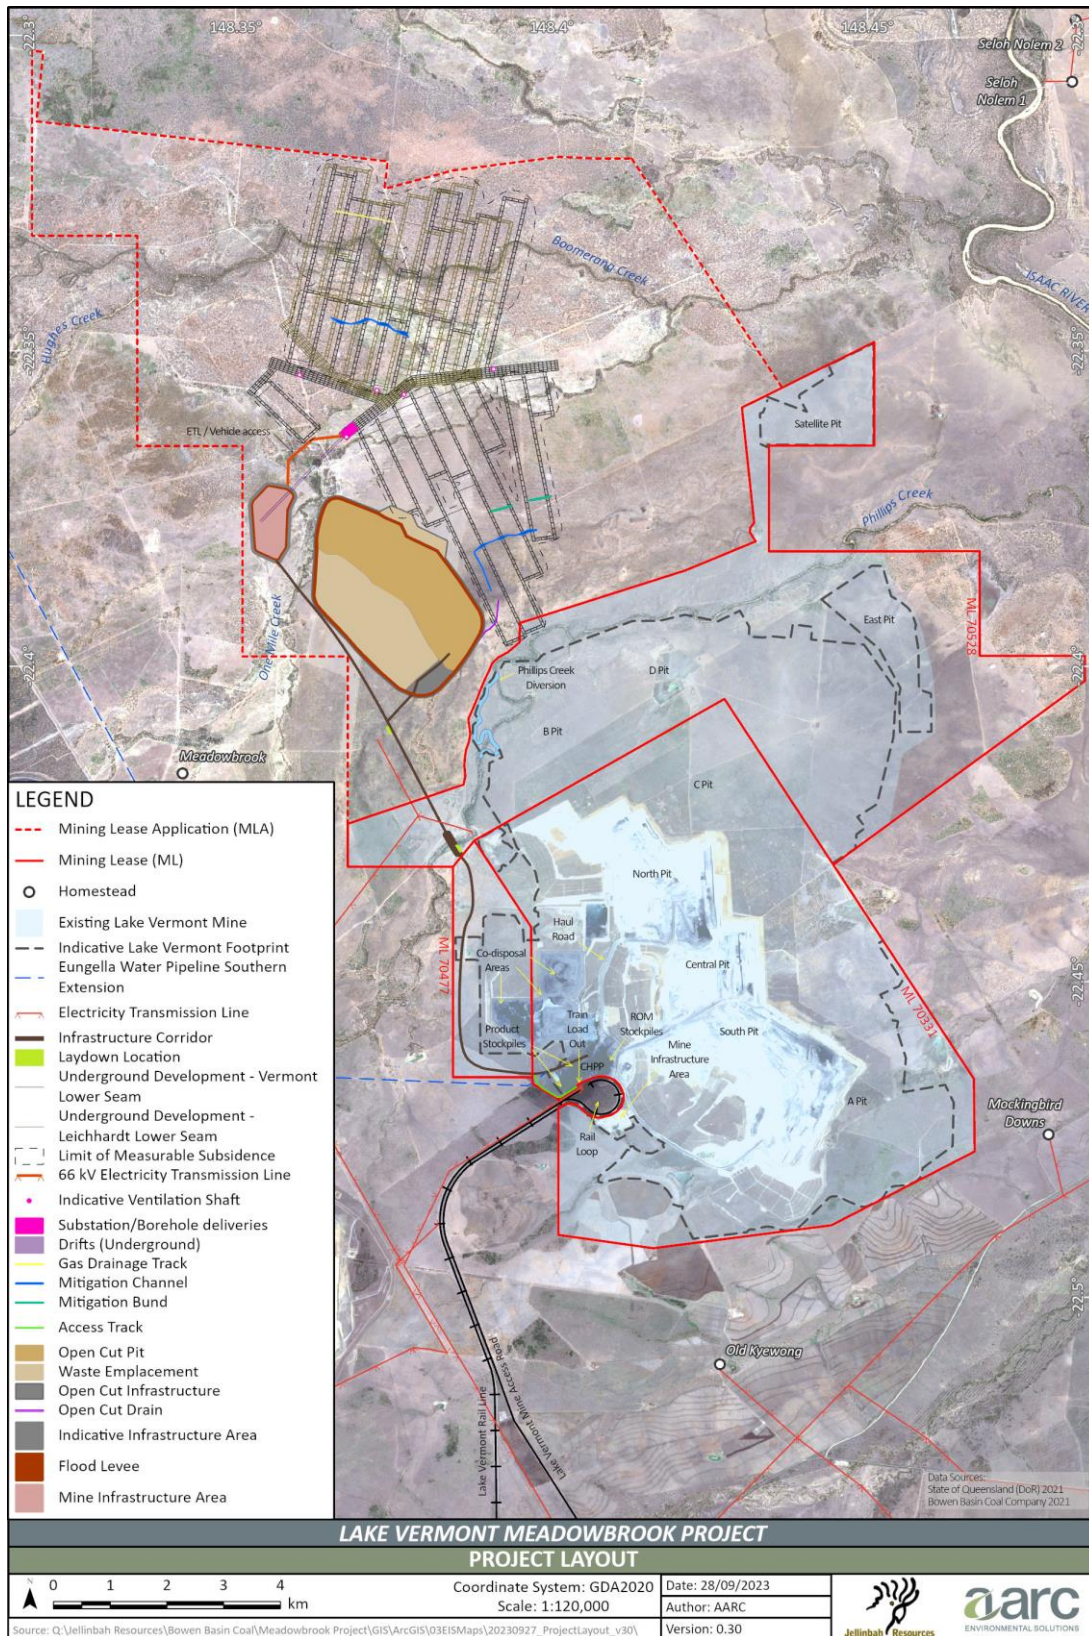 148.35
148.4
148.45
-22.3
-22.3
Seloh Nolem 2
Seloh
Nolem 1
Boomerang Creek
ISAAC RIVER
Hughes Creek
-22.35
-22.35
ETL / Vehicle access
Satellite Pit
Phillips Creek
One Mile Creek
ML 70528
East Pit
-22.4
-22.4
Phillips Creek
Diversion
D Pit
B Pit
Meadowbrook
C Pit
LEGEND
Mining Lease Application (MLA)
Mining Lease (ML)
Homestead
Existing Lake Vermont Mine
Indicative Lake Vermont Footprint
Eungella Water Pipeline Southern
Extension
Electricity Transmission Line
Infrastructure Corridor
Laydown Location
Underground Development - Vermont
Lower Seam
Underground Development -
Leichhardt Lower Seam
Limit of Measurable Subsidence
66 kV Electricity Transmission Line
Indicative Ventilation Shaft
Substation/Borehole deliveries
Drifts (Underground)
Gas Drainage Track
Mitigation Channel
Mitigation Bund
Access Track
Open Cut Pit
Waste Emplacement
Open Cut Infrastructure
Open Cut Drain
Indicative Infrastructure Area
Flood Levee
Mine Infrastructure Area
North Pit
Haul
Road
Co-disposal
Areas
ML 70477
Central Pit
-22.45
ML 70331
Train
Load
Out
ROM
Stockpiles
South Pit
Product
Stockpiles
Mine
Infrastructure
Area
CHPP
A Pit
Mockingbird
Downs
Rail
Loop
-22.5
Old Kyewong
Lake Vermont Rail Line
Lake Vermont Mine Access Road
Data Sources:
State of Queensland (DoR) 2021
Bowen Basin Coal Company 2021
LAKE VERMONT MEADOWBROOK PROJECT
PROJECT LAYOUT
N
0 1 2 3 4
km
Coordinate System: GDA2020
Scale: 1:120,000
Date: 28/09/2023
Author: AARC
Version: 0.30
Jellinbah Resources
aarc
ENVIRONMENTAL SOLUTIONS
Source: Q:\Jellinbah Resources\Bowen Basin Coal\Meadowbrook Project\GIS\ArcGIS\03EISMaps\20230927_ProjectLayout_v30\